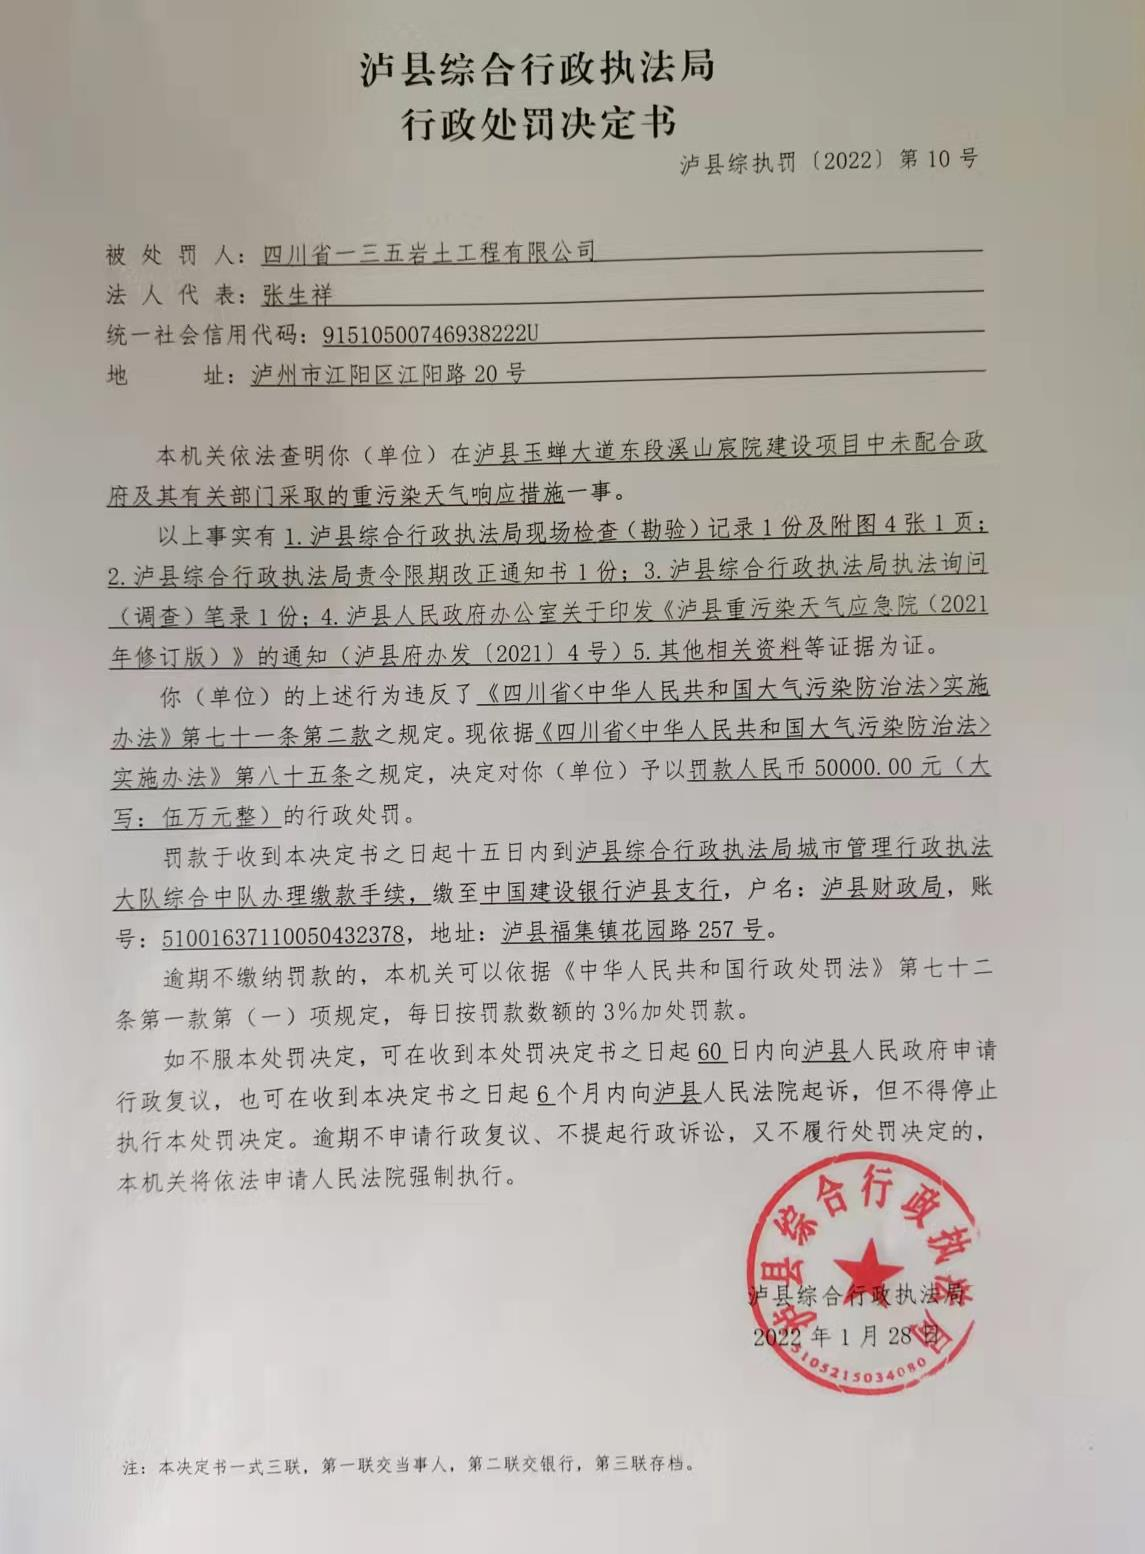 泸县综合行政执法局
行政处罚决定书
泸县综执罚〔2022〕第10号
被处罚人：四川省一三五岩土工程有限公司
法人代表：张生祥
统一社会信用代码：91510500746938222U
地址：泸州市江阳区江阳路20号
本机关依法查明你（单位）在泸县玉蝉大道东段溪山宸院建设项目中未配合政
府及其有关部门采取的重污染天气响应措施一事。
以上事实有1.泸县综合行政执法局现场检查（勘验）记录1份及附图4张1页；
2.泸县综合行政执法局责令限期改正通知书1份；3.泸县综合行政执法局执法询问
（调查）笔录1份；4.泸县人民政府办公室关于印发《泸县重污染天气应急院（2021
年修订版）》的通知（泸县府办发〔2021〕4号）5.其他相关资料等证据为证。
你（单位）的上述行为违反了《四川省<中华人民共和国大气污染防治法>实施
办法》第七十一条第二款之规定。现依据《四川省<中华人民共和国大气污染防治法>
实施办法》第八十五条之规定，决定对你（单位）予以罚款人民币50000.00元（大
写：伍万元整）的行政处罚。
罚款于收到本决定书之日起十五日内到泸县综合行政执法局城市管理行政执法
大队综合中队办理缴款手续，缴至中国建设银行泸县支行，户名：泸县财政局，账
号：51001637110050432378，地址：泸县福集镇花园路257号。
逾期不缴纳罚款的，本机关可以依据《中华人民共和国行政处罚法》第七十二
条第一款第（一）项规定，每日按罚款数额的3%加处罚款。
如不服本处罚决定，可在收到本处罚决定书之日起60日内向泸县人民政府申请
行政复议，也可在收到本决定书之日起6个月内向泸县人民法院起诉，但不得停止
执行本处罚决定。逾期不申请行政复议、不提起行政诉讼，又不履行处罚决定的，
本机关将依法申请人民法院强制执行。
泸县综合行政执法局
泸县综合行政执法局
2022年1月28日
5105215034080
注：本决定书一式三联，第一联交当事人，第二联交银行，第三联存档。